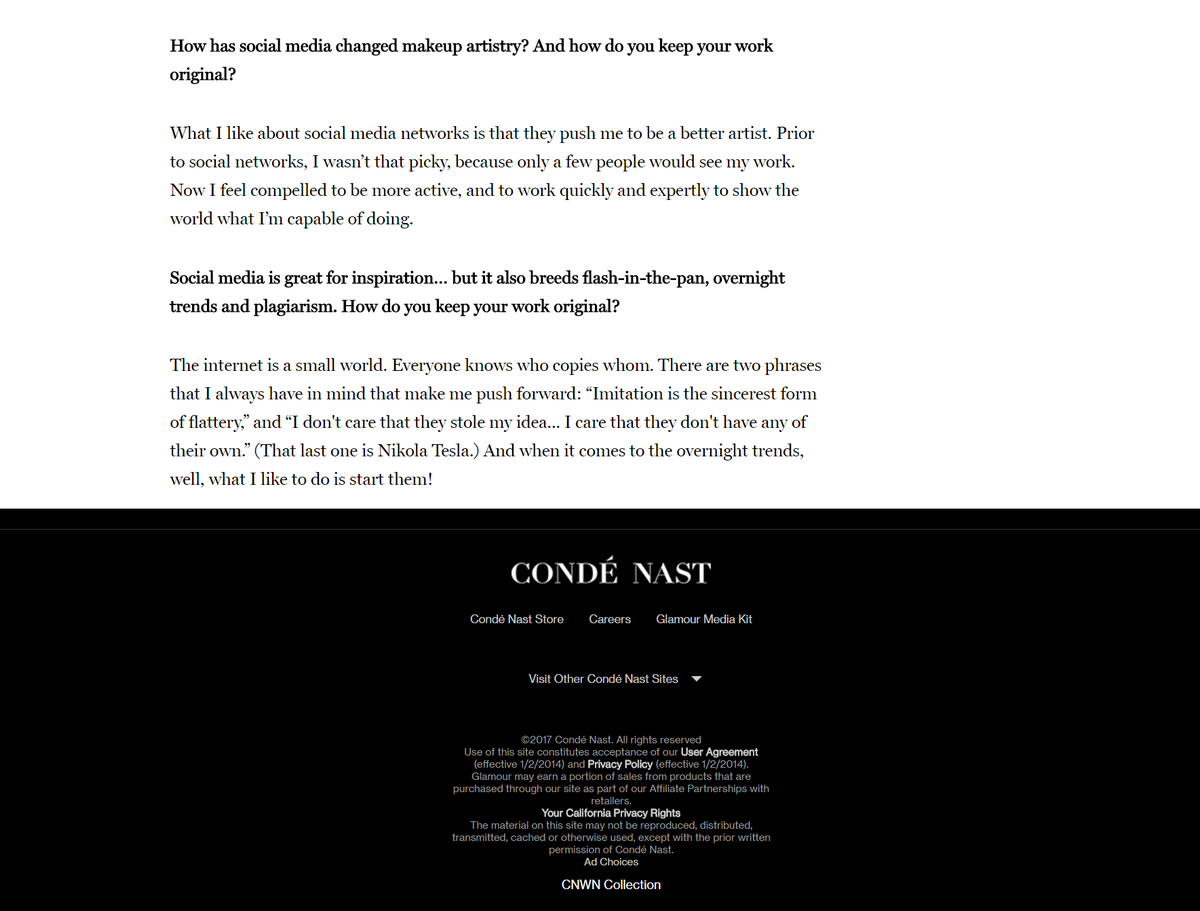 How has social media changed makeup artistry? And how do you keep your work
original?
What I like about social media networks is that they push me to be a better artist. Prior
to social networks, I wasn’t that picky, because only a few people would see my work.
Now I feel compelled to be more active, and to work quickly and expertly to show the
world what I’m capable of doing.
Social media is great for inspiration... but it also breeds flash-in-the-pan, overnight
trends and plagiarism. How do you keep your work original?
The internet is a small world. Everyone knows who copies whom. There are two phrases
that I always have in mind that make me push forward: “Imitation is the sincerest form
of flattery,” and “I don't care that they stole my idea... I care that they don't have any of
their own.” (That last one is Nikola Tesla.) And when it comes to the overnight trends,
well, what I like to do is start them!
CONDÉ NAST
Condé Nast Store Careers Glamour Media Kit
Visit Other Condé Nast Sites
©2017 Condé Nast. All rights reserved
Use of this site constitutes acceptance of our User Agreement
(effective 1/2/2014) and Privacy Policy (effective 1/2/2014).
Glamour may earn a portion of sales from products that are
purchased through our site as part of our Affiliate Partnerships with
retailers.
Your California Privacy Rights
The material on this site may not be reproduced, distributed,
transmitted, cached or otherwise used, except with the prior written
permission of Condé Nast.
Ad Choices
CNWN Collection